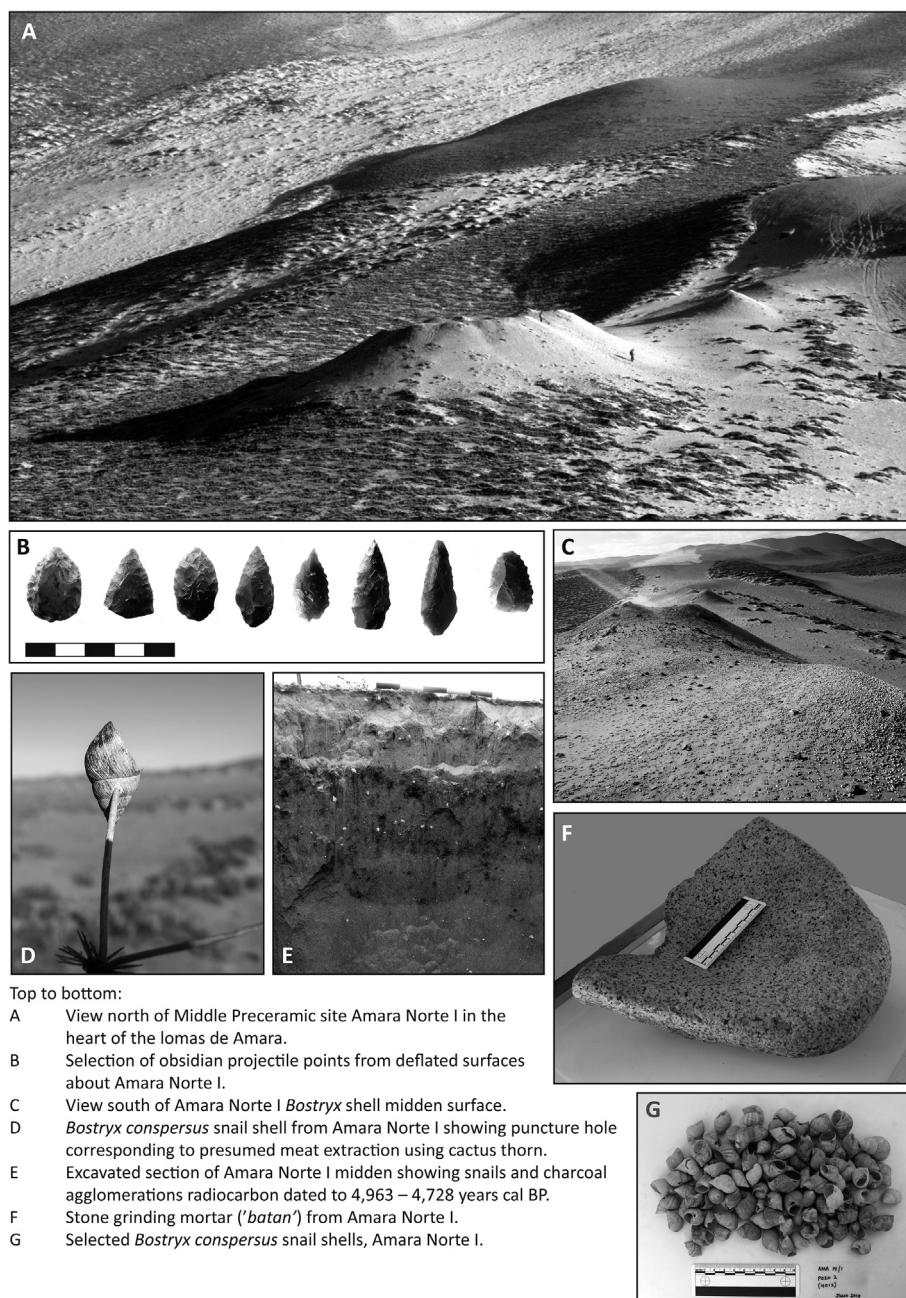 A
B
C
D
E
F
Top to bottom:
A View north of Middle Preceramic site Amara Norte I in the
heart of the lomas de Amara.
B Selection of obsidian projectile points from deflated surfaces
about Amara Norte I.
C View south of Amara Norte I Bostryx shell midden surface.
D Bostryx conspersus snail shell from Amara Norte I showing puncture hole
corresponding to presumed meat extraction using cactus thorn.
E Excavated section of Amara Norte I midden showing snails and charcoal
agglomerations radiocarbon dated to 4,963 – 4,728 years cal BP.
F Stone grinding mortar ('batan') from Amara Norte I.
G Selected Bostryx conspersus snail shells, Amara Norte I.
G
AMA N/1
POZO 2